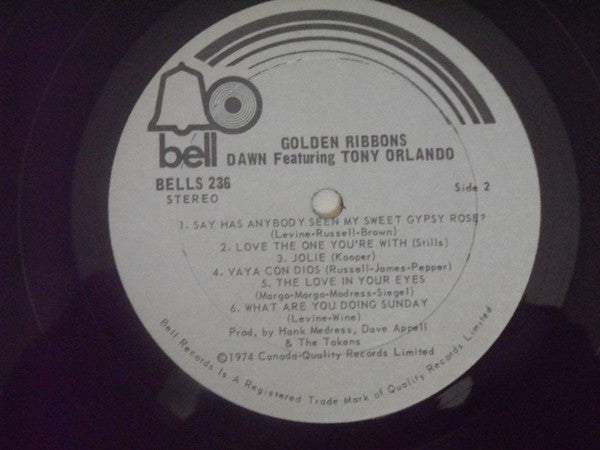 bell
GOLDEN RIBBONS
DAWN Featuring TONY ORLANDO
BELLS 236
STEREO
Side 2
1. SAY HAS ANYBODY SEEN MY SWEET GYPSY ROSE?
(Levine-Russell-Brown)
2. LOVE THE ONE YOU'RE WITH (Stills)
3. JOLIE (Kooper)
4. VAYA CON DIOS (Russell-James-Pepper)
5. THE LOVE IN YOUR EYES
(Margo-Margo-Medress-Siegel)
6. WHAT ARE YOU DOING SUNDAY
(Levine-Wine)
Prod. by Hank Medress, Dave Appell
& The Tokens
©1974 Canada-Quality Records Limited
Bell Records Is A Registered Trade Mark of Quality Records Limited